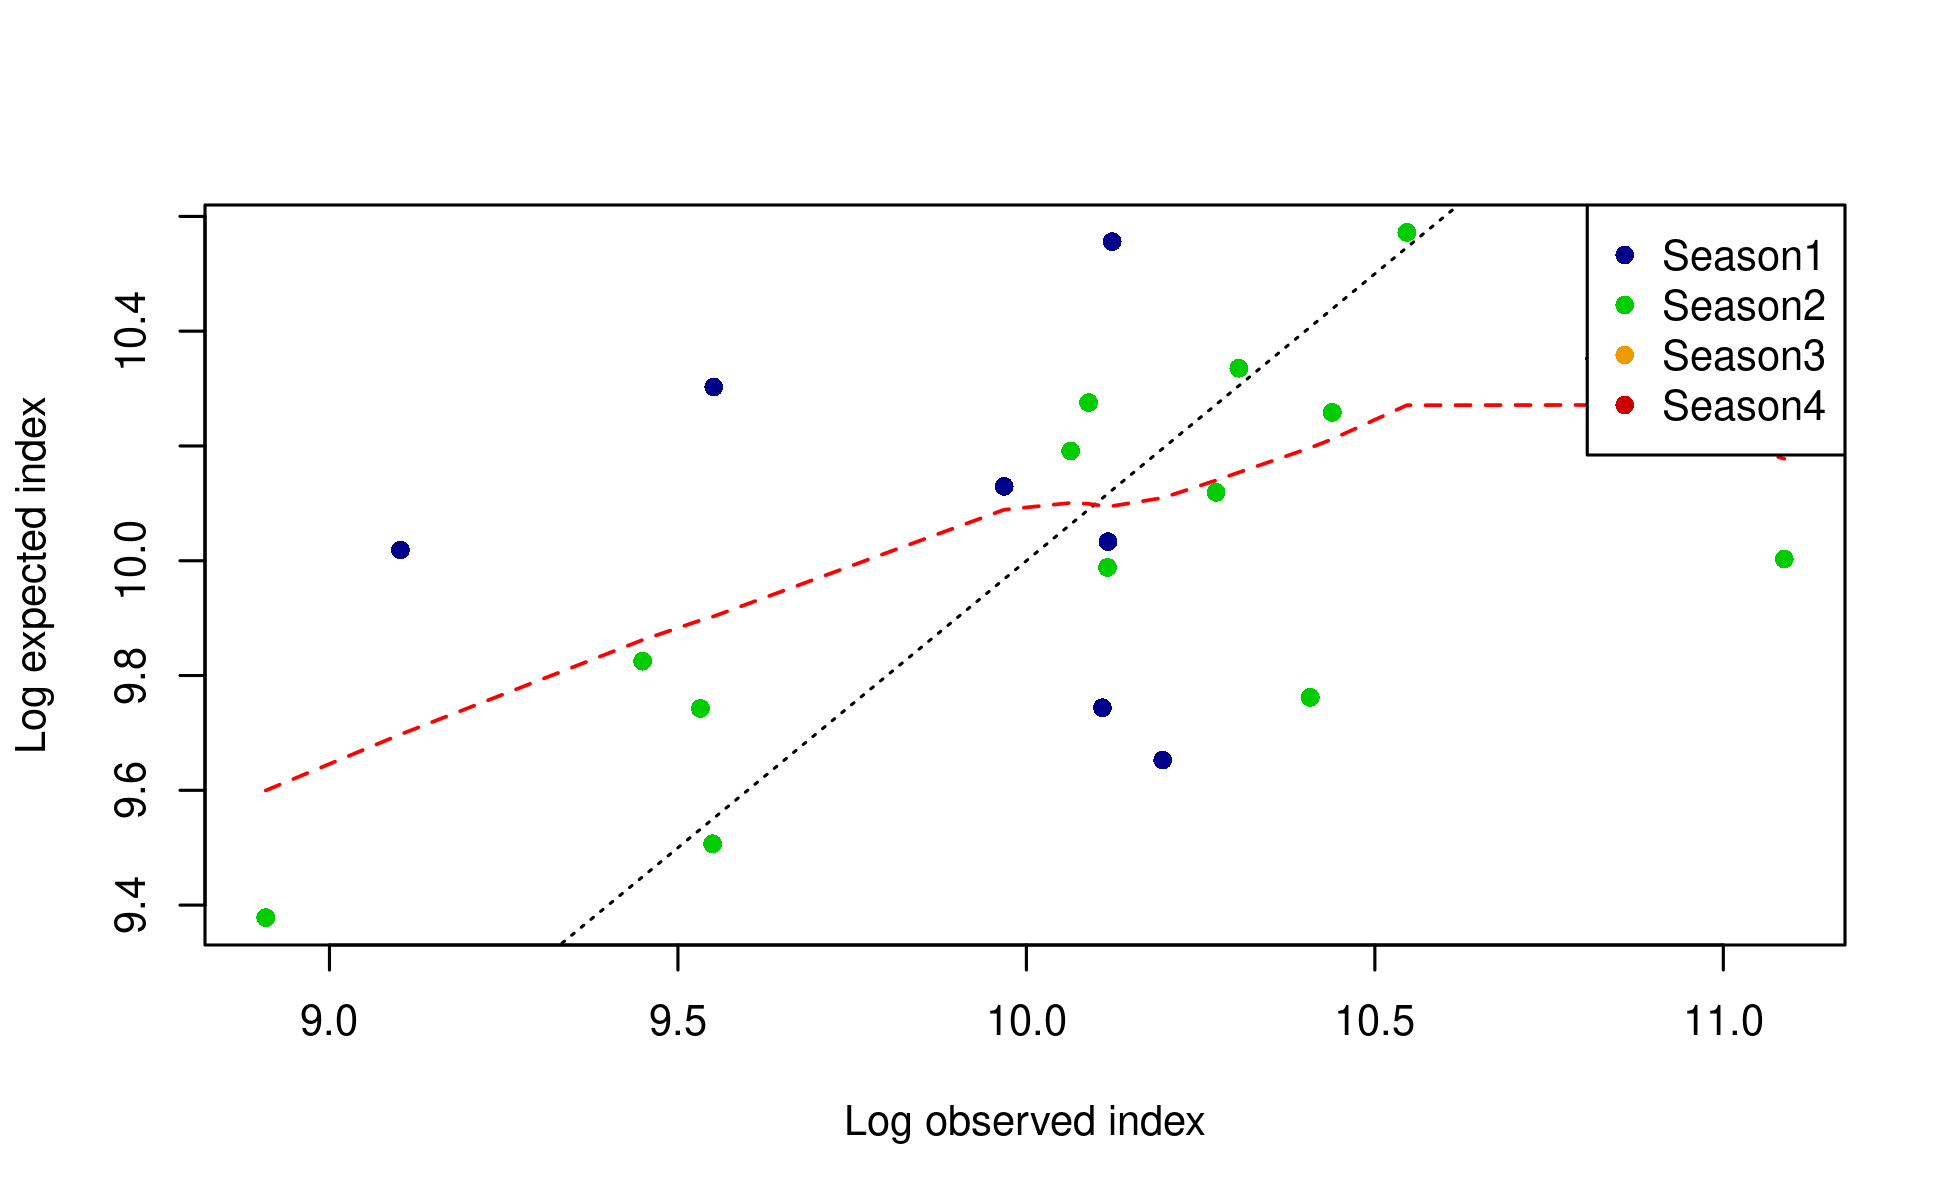 Season1
Season2
Season3
Season4
Log expected index
10.4
10.0
9.8
9.6
9.4
9.0 9.5 10.0 10.5 11.0
Log observed index